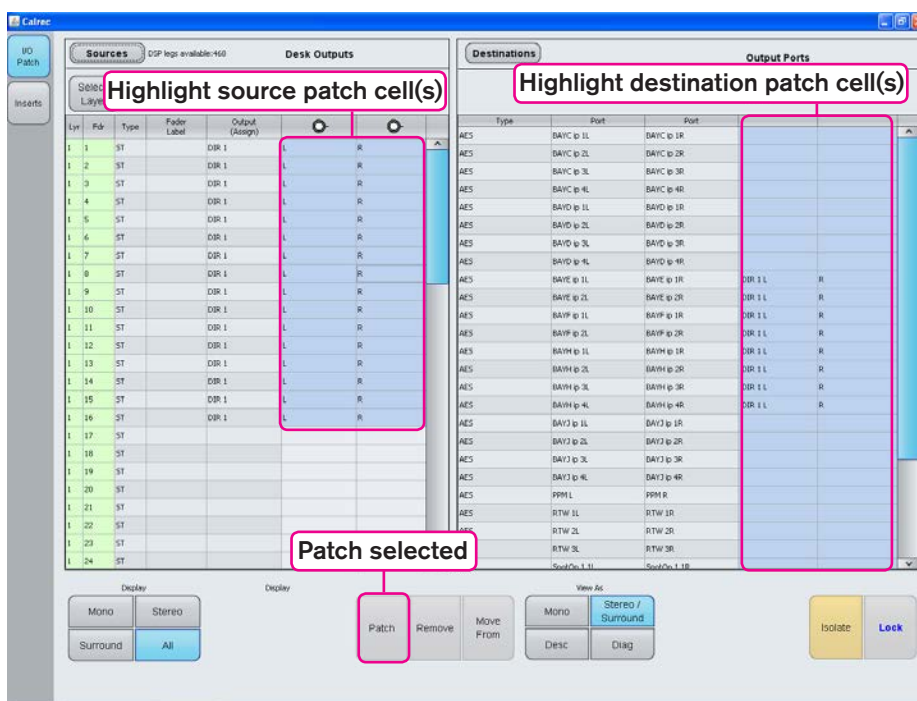 Calrec
I/O Patch
Inserts
Sources DSP legs available:460 Desk Outputs
Highlight source patch cell(s)
Lyr Fdr Type Fader Label Output (Assign)
1 1 ST DIR 1 L R
1 2 ST DIR 1 L R
1 3 ST DIR 1 L R
1 4 ST DIR 1 L R
1 5 ST DIR 1 L R
1 6 ST DIR 1 L R
1 7 ST DIR 1 L R
1 8 ST DIR 1 L R
1 9 ST DIR 1 L R
1 10 ST DIR 1 L R
1 11 ST DIR 1 L R
1 12 ST DIR 1 L R
1 13 ST DIR 1 L R
1 14 ST DIR 1 L R
1 15 ST DIR 1 L R
1 16 ST DIR 1 L R
1 17 ST
1 18 ST
1 19 ST
1 20 ST
1 21 ST
1 22 ST
1 23 ST
1 24 ST
Destinations Output Ports
Highlight destination patch cell(s)
Type Port Port
AES BAYC ip 1L BAYC ip 1R
AES BAYC ip 2L BAYC ip 2R
AES BAYC ip 3L BAYC ip 3R
AES BAYC ip 4L BAYC ip 4R
AES BAYD ip 1L BAYD ip 1R
AES BAYD ip 2L BAYD ip 2R
AES BAYD ip 3L BAYD ip 3R
AES BAYD ip 4L BAYD ip 4R
AES BAYE ip 1L BAYE ip 1R DIR 1 L R
AES BAYE ip 2L BAYE ip 2R DIR 1 L R
AES BAYF ip 1L BAYF ip 1R DIR 1 L R
AES BAYF ip 2L BAYF ip 2R DIR 1 L R
AES BAYH ip 1L BAYH ip 1R DIR 1 L R
AES BAYH ip 2L BAYH ip 2R DIR 1 L R
AES BAYH ip 3L BAYH ip 3R DIR 1 L R
AES BAYH ip 4L BAYH ip 4R DIR 1 L R
AES BAYJ ip 1L BAYJ ip 1R
AES BAYJ ip 2L BAYJ ip 2R
AES BAYJ ip 3L BAYJ ip 3R
AES BAYJ ip 4L BAYJ ip 4R
AES PPM L PPM R
AES RTW 1L RTW 1R
AES RTW 2L RTW 2R
RTW 3L RTW 3R
Patch selected
Display Display View As
Mono Stereo
Surround All
Patch Remove Move From
Mono Stereo / Surround
Desc Diag
Isolate Lock